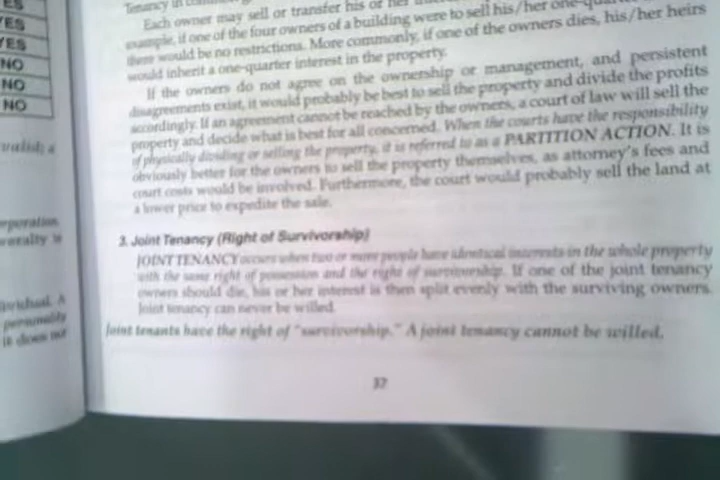 ES
YES
YES
NO
NO
NO
valid; a
Tenancy in
Each owner may sell or transfer his or her
example, if one of the four owners of a building were to sell his/her one-quarter
there would be no restrictions. More commonly, if one of the owners dies, his/her heirs
would inherit a one-quarter interest in the property.
If the owners do not agree on the ownership or management, and persistent
disagreements exist, it would probably be best to sell the property and divide the profits
accordingly. If an agreement cannot be reached by the owners, a court of law will sell the
property and decide what is best for all concerned. When the courts have the responsibility
of physically dividing or selling the property, it is referred to as a PARTITION ACTION. It is
obviously better for the owners to sell the property themselves, as attorney's fees and
court costs would be involved. Furthermore, the court would probably sell the land at
a lower price to expedite the sale.
3. Joint Tenancy (Right of Survivorship)
JOINT TENANCY occurs when two or more people have identical interests in the whole property
with the same right of possession and the right of survivorship. If one of the joint tenancy
owners should die, his or her interest is then split evenly with the surviving owners.
Joint tenancy can never be willed.
Joint tenants have the right of "survivorship." A joint tenancy cannot be willed.
37